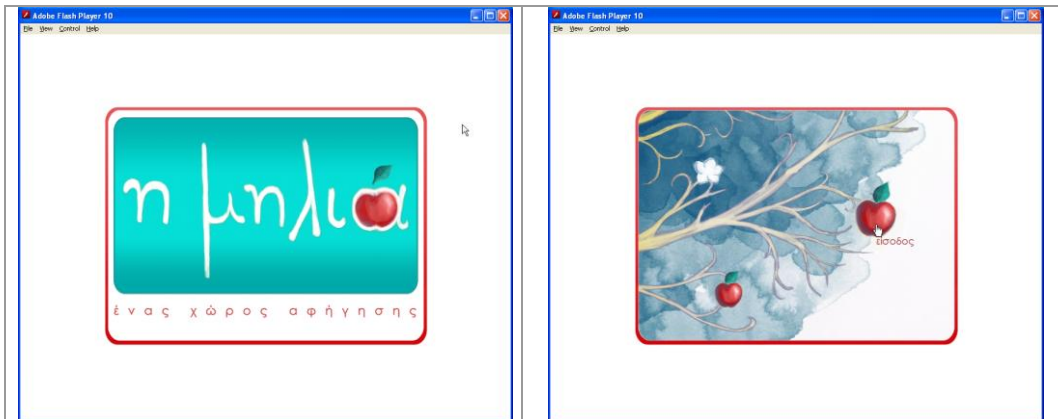 Adobe Flash Player 10
File View Control Help
η μηλιά
ένας χώρος αφήγησης
Adobe Flash Player 10
File View Control Help
είσοδος